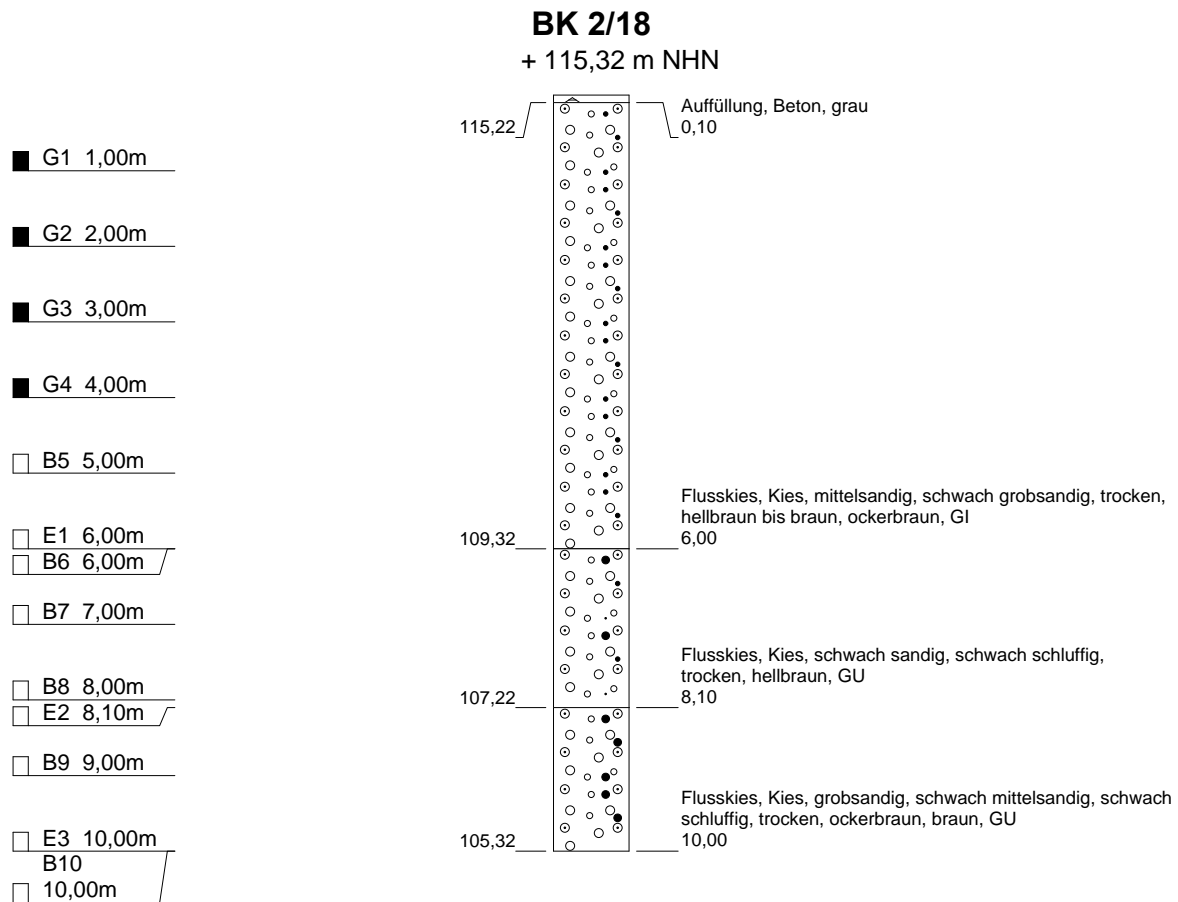 BK 2/18
+ 115,32 m NHN
Auffüllung, Beton, grau
115,22
0,10
G1 1,00m
G2 2,00m
G3 3,00m
G4 4,00m
B5 5,00m
Flusskies, Kies, mittelsandig, schwach grobsandig, trocken,
hellbraun bis braun, ockerbraun, GI
E1 6,00m
109,32
6,00
B6 6,00m
B7 7,00m
Flusskies, Kies, schwach sandig, schwach schluffig,
trocken, hellbraun, GU
B8 8,00m
107,22
8,10
E2 8,10m
B9 9,00m
Flusskies, Kies, grobsandig, schwach mittelsandig, schwach
schluffig, trocken, ockerbraun, braun, GU
E3 10,00m
105,32
10,00
B10
10,00m